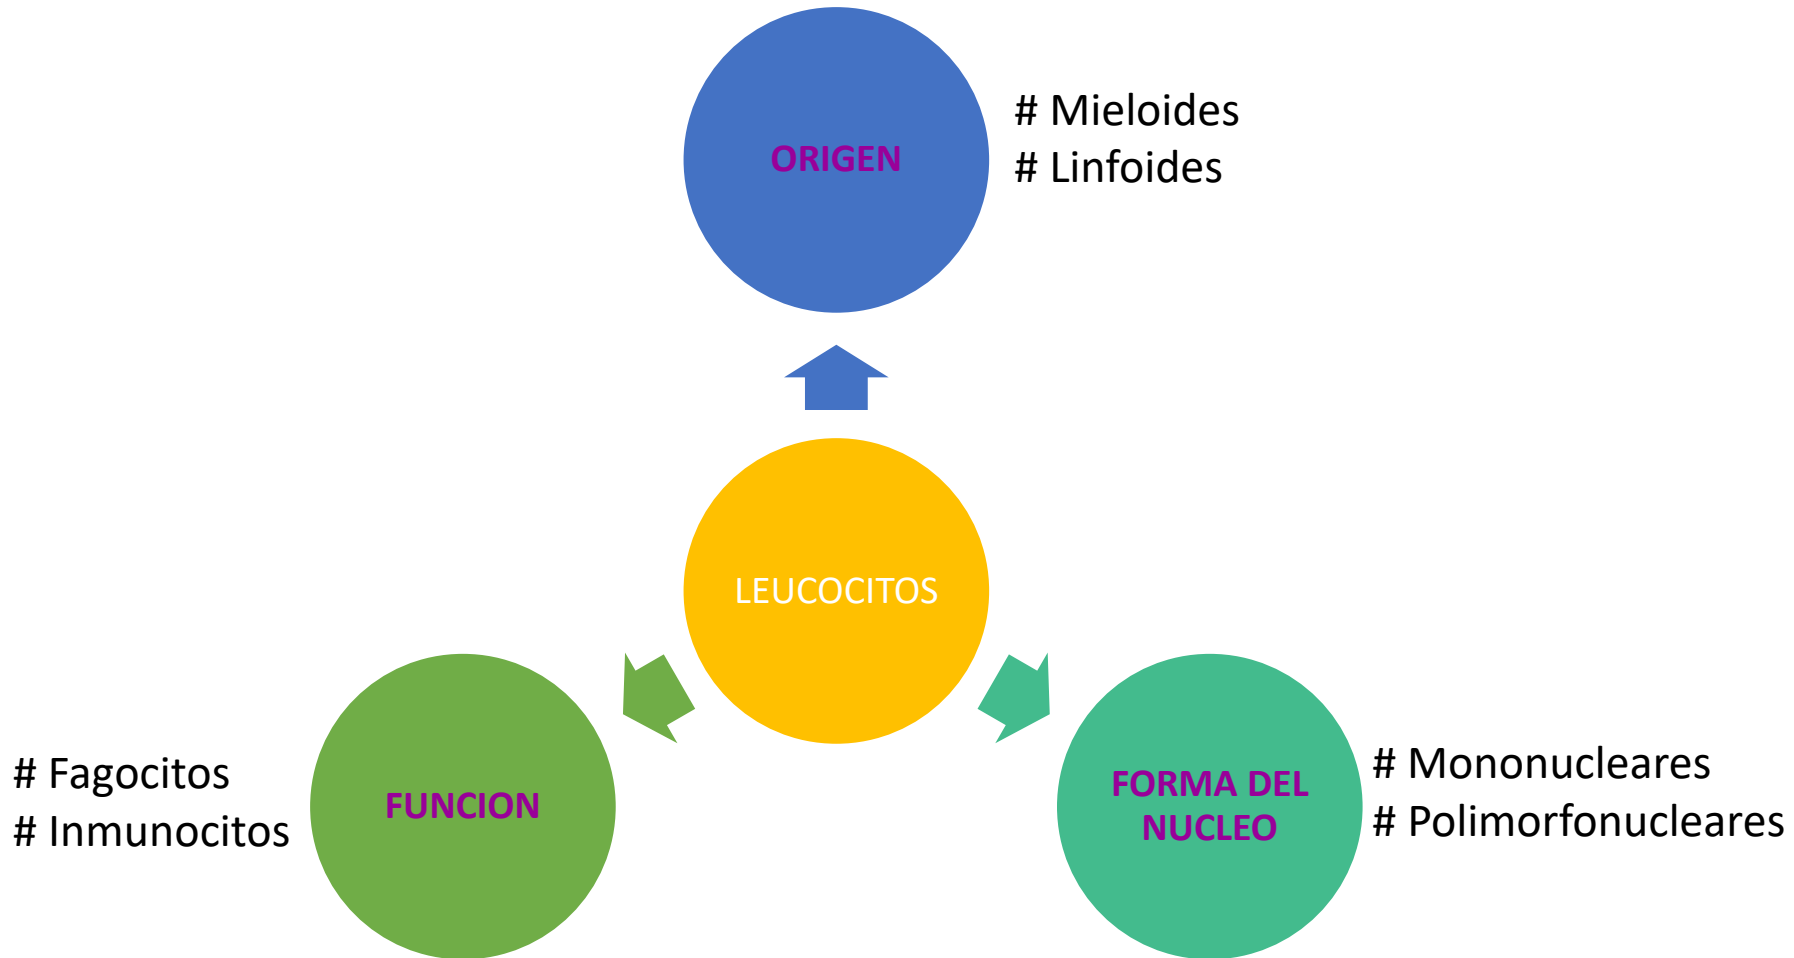 ORIGEN
# Mieloides
# Linfoides
LEUCOCITOS
# Fagocitos
# Inmunocitos
FUNCION
FORMA DEL
NUCLEO
# Mononucleares
# Polimorfonucleares